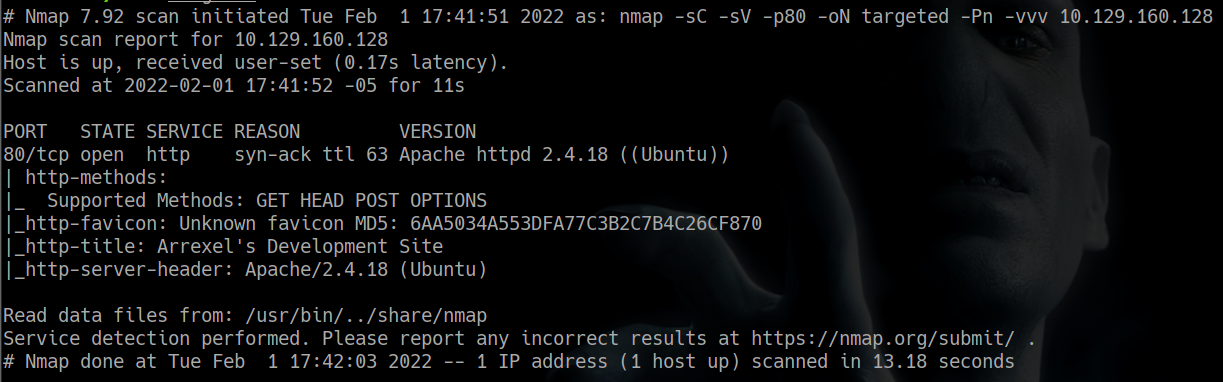 # Nmap 7.92 scan initiated Tue Feb  1 17:41:51 2022 as: nmap -sC -sV -p80 -oN targeted -Pn -vvv 10.129.160.128
Nmap scan report for 10.129.160.128
Host is up, received user-set (0.17s latency).
Scanned at 2022-02-01 17:41:52 -05 for 11s

PORT   STATE SERVICE REASON         VERSION
80/tcp open  http    syn-ack ttl 63 Apache httpd 2.4.18 ((Ubuntu))
| http-methods:
|_  Supported Methods: GET HEAD POST OPTIONS
|_http-favicon: Unknown favicon MD5: 6AA5034A553DFA77C3B2C7B4C26CF870
|_http-title: Arrexel's Development Site
|_http-server-header: Apache/2.4.18 (Ubuntu)

Read data files from: /usr/bin/../share/nmap
Service detection performed. Please report any incorrect results at https://nmap.org/submit/ .
# Nmap done at Tue Feb  1 17:42:03 2022 -- 1 IP address (1 host up) scanned in 13.18 seconds